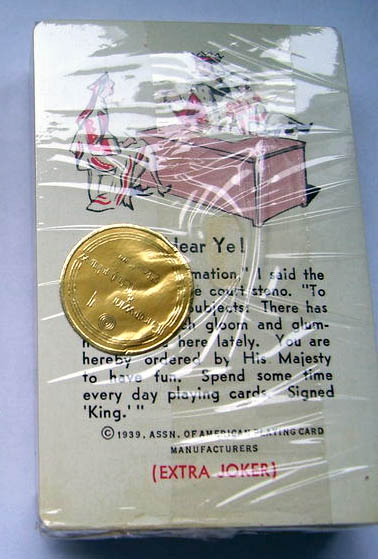 ear Ye!
mation," I said the
court steno. "To
ubjects: There has
ch gloom and glum-
here lately. You are
hereby ordered by His Majesty
to have fun. Spend some time
every day playing cards. Signed
'King.'"
© 1939, ASSN. OF AMERICAN PLAYING CARD
MANUFACTURERS
(EXTRA JOKER)